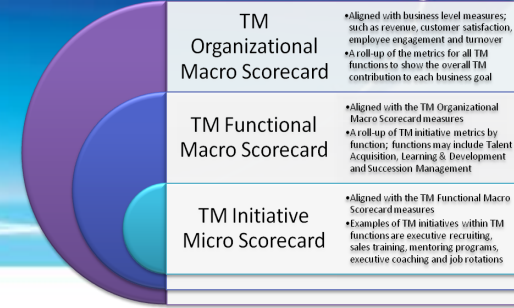 TM
Organizational
Macro Scorecard
•Aligned with business level measures;
such as revenue, customer satisfaction,
employee engagement and turnover
•A roll-up of the metrics for all TM
functions to show the overall TM
contribution to each business goal
TM Functional
Macro Scorecard
•Aligned with the TM Organizational
Macro Scorecard measures
•A roll-up of TM initiative metrics by
function; functions may include Talent
Acquisition, Learning & Development
and Succession Management
TM Initiative
Micro Scorecard
•Aligned with the TM Functional Macro
Scorecard measures
•Examples of TM initiatives within TM
functions are executive recruiting,
sales training, mentoring programs,
executive coaching and job rotations